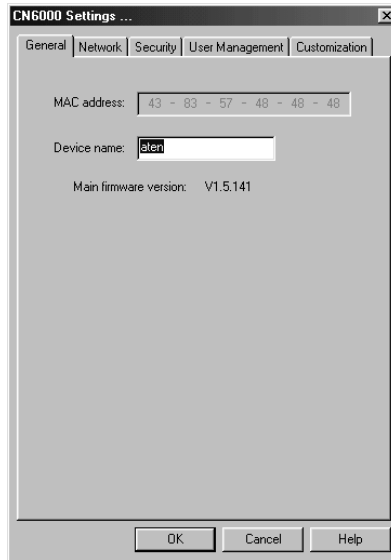 CN6000 Settings ...
General Network Security User Management Customization
MAC address: 43 - 83 - 57 - 48 - 48 - 48
Device name: aten
Main firmware version: V1.5.141
OK Cancel Help